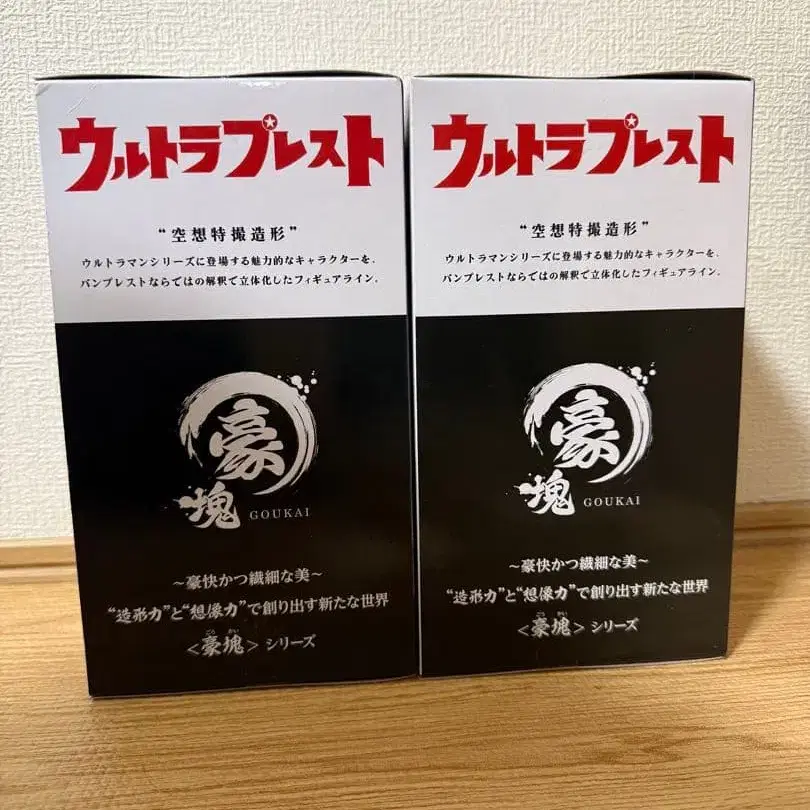 ウルトラプレスト
“空想特撮造形”
ウルトラマンシリーズに登場する魅力的なキャラクターを、
バンプレストならではの解釈で立体化したフィギュアライン。
豪
塊 GOUKAI
～豪快かつ繊細な美～
“造形力”と“想像力”で創り出す新たな世界
ごう かい
＜豪塊＞シリーズ
ウルトラプレスト
“空想特撮造形”
ウルトラマンシリーズに登場する魅力的なキャラクターを、
バンプレストならではの解釈で立体化したフィギュアライン。
豪
塊 GOUKAI
～豪快かつ繊細な美～
“造形力”と“想像力”で創り出す新たな世界
ごう かい
＜豪塊＞シリーズ